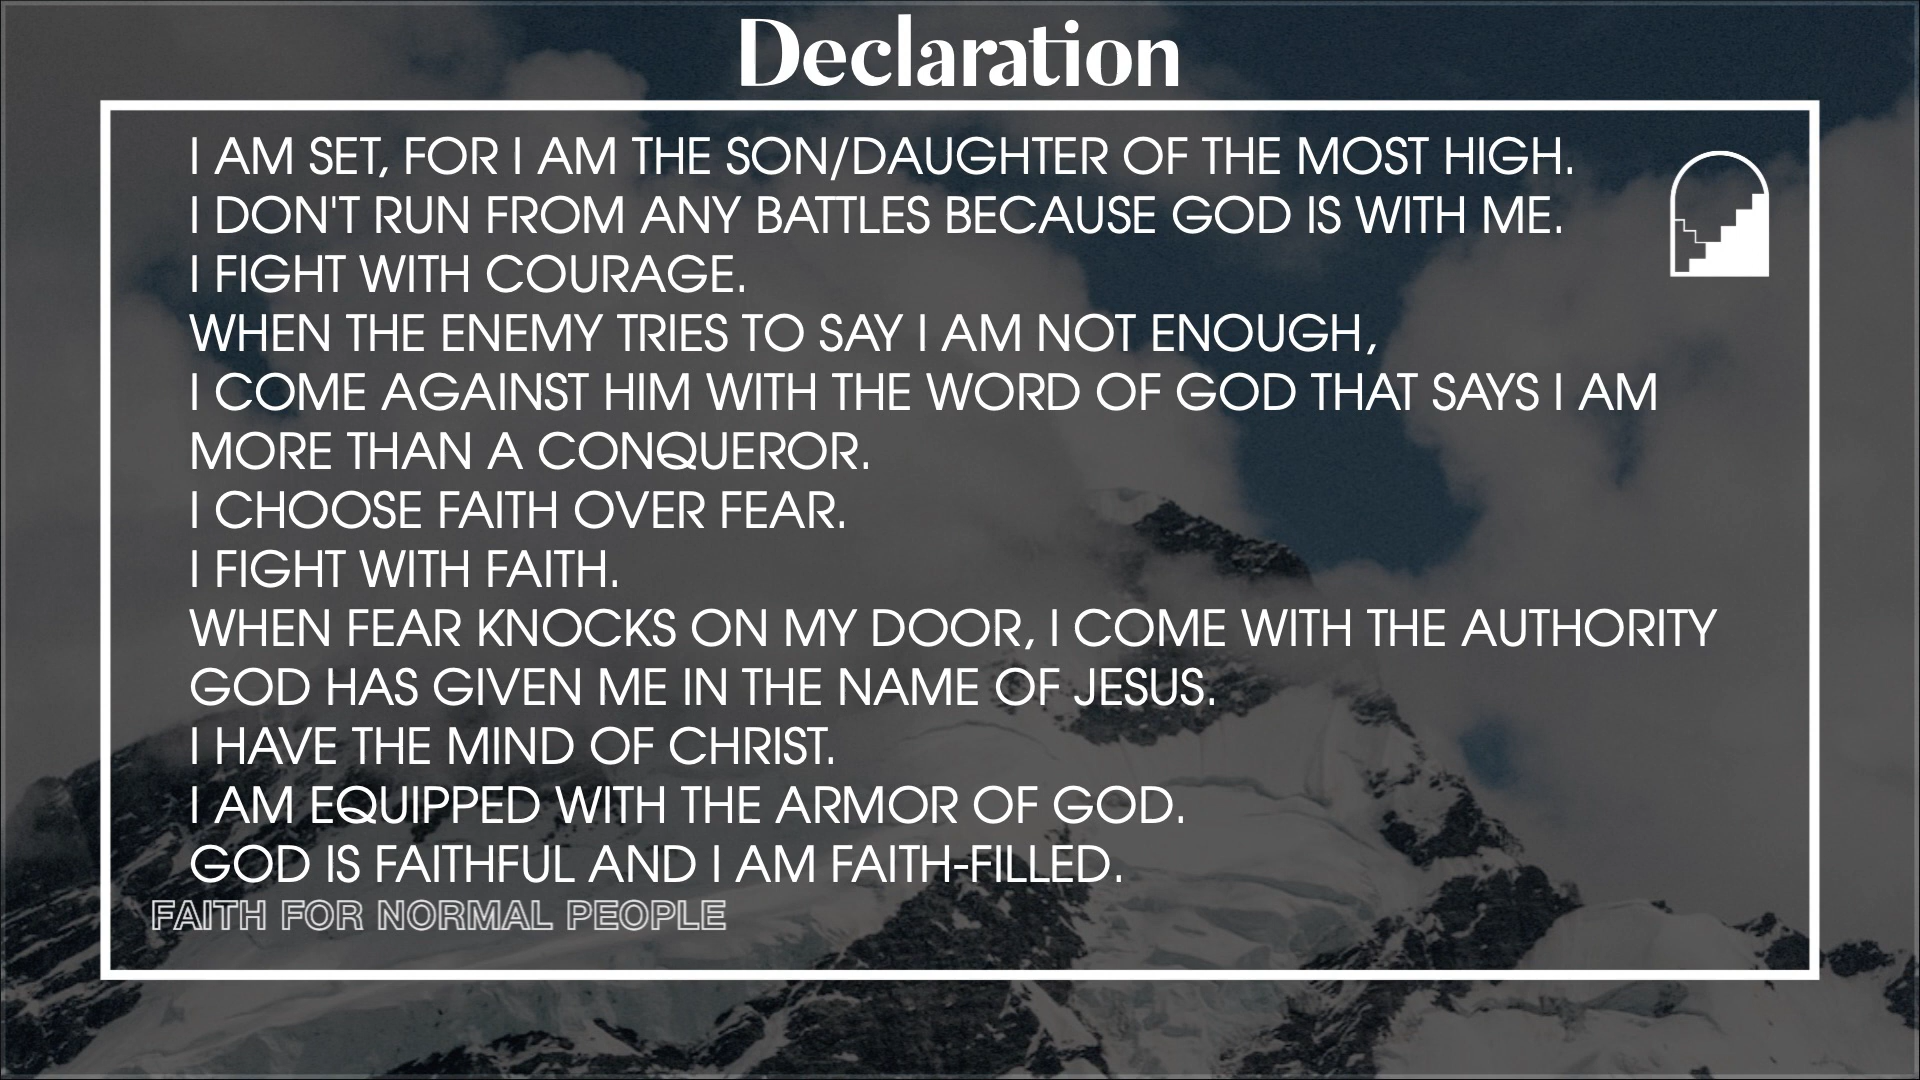 Declaration
I AM SET, FOR I AM THE SON/DAUGHTER OF THE MOST HIGH.
I DON'T RUN FROM ANY BATTLES BECAUSE GOD IS WITH ME.
I FIGHT WITH COURAGE.
WHEN THE ENEMY TRIES TO SAY I AM NOT ENOUGH,
I COME AGAINST HIM WITH THE WORD OF GOD THAT SAYS I AM
MORE THAN A CONQUEROR.
I CHOOSE FAITH OVER FEAR.
I FIGHT WITH FAITH.
WHEN FEAR KNOCKS ON MY DOOR, I COME WITH THE AUTHORITY
GOD HAS GIVEN ME IN THE NAME OF JESUS.
I HAVE THE MIND OF CHRIST.
I AM EQUIPPED WITH THE ARMOR OF GOD.
GOD IS FAITHFUL AND I AM FAITH-FILLED.
FAITH FOR NORMAL PEOPLE